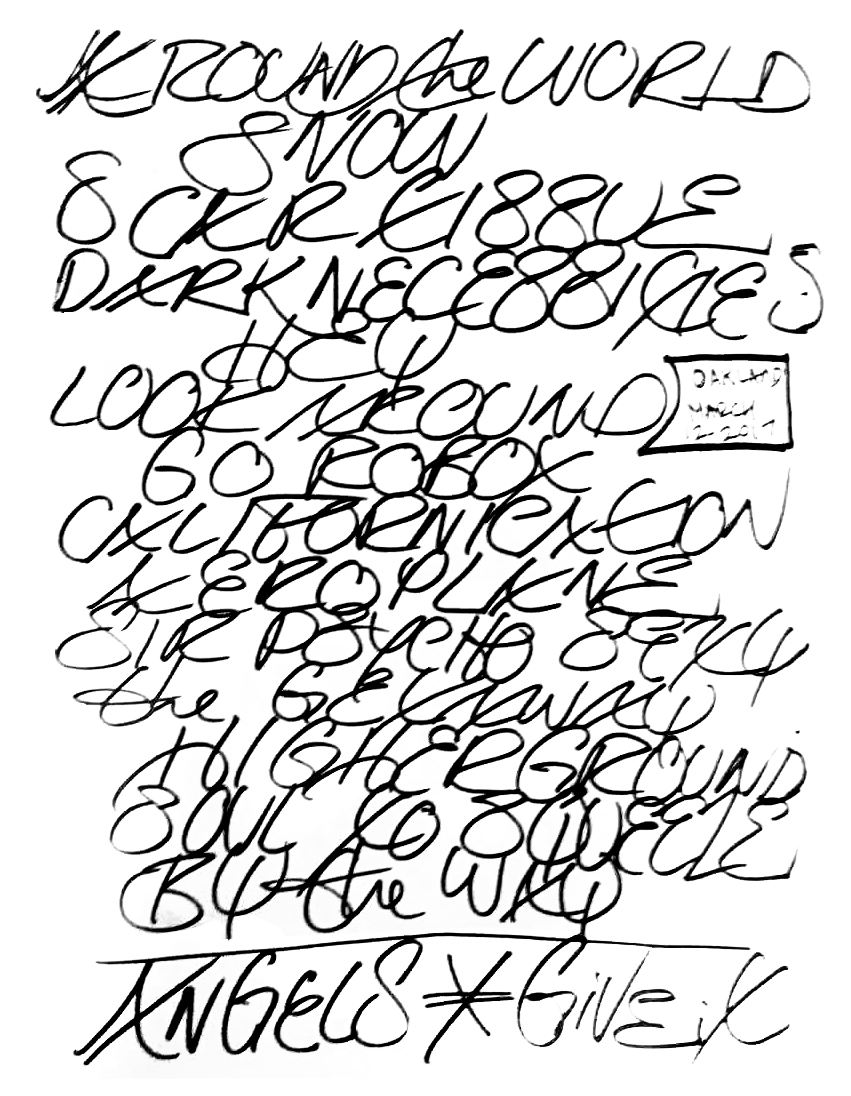 AROUND the WORLD
SNOW
SCAR TISSUE
DARK NECESSITIES
HEY
LOOK AROUND
OAKLAND
MARCH
12-2017
GO ROBOT
CALIFORNICATION
AEROPLANE
SIR PSYCHO SEXY
the GETAWAY
HIGHER GROUND
SOUL TO SQUEEZE
BY the WAY
ANGELS * GiVE iT